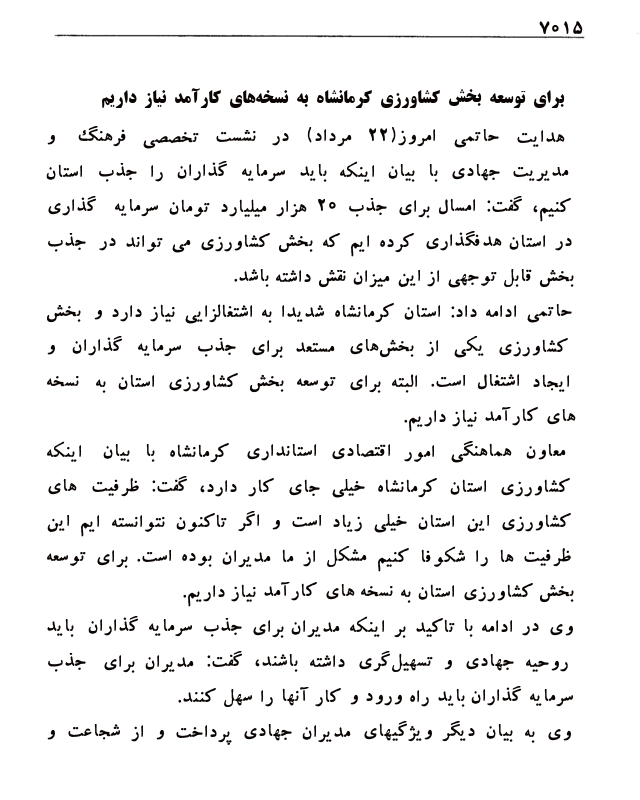 ۷۰۱۵
برای توسعه بخش کشاورزی کرمانشاه به نسخه‌های کارآمد نیاز داریم
هدایت حاتمی امروز(۲۲ مرداد) در نشست تخصصی فرهنگ و
مدیریت جهادی با بیان اینکه باید سرمایه گذاران را جذب استان
کنیم، گفت: امسال برای جذب ۲۰ هزار میلیارد تومان سرمایه گذاری
در استان هدفگذاری کرده ایم که بخش کشاورزی می تواند در جذب
بخش قابل توجهی از این میزان نقش داشته باشد.
حاتمی ادامه داد: استان کرمانشاه شدیدا به اشتغالزایی نیاز دارد و بخش
کشاورزی یکی از بخش‌های مستعد برای جذب سرمایه گذاران و
ایجاد اشتغال است. البته برای توسعه بخش کشاورزی استان به نسخه
های کارآمد نیاز داریم.
معاون هماهنگی امور اقتصادی استانداری کرمانشاه با بیان اینکه
کشاورزی استان کرمانشاه خیلی جای کار دارد، گفت: ظرفیت های
کشاورزی این استان خیلی زیاد است و اگر تاکنون نتوانسته ایم این
ظرفیت ها را شکوفا کنیم مشکل از ما مدیران بوده است. برای توسعه
بخش کشاورزی استان به نسخه های کارآمد نیاز داریم.
وی در ادامه با تاکید بر اینکه مدیران برای جذب سرمایه گذاران باید
روحیه جهادی و تسهیل‌گری داشته باشند، گفت: مدیران برای جذب
سرمایه گذاران باید راه ورود و کار آنها را سهل کنند.
وی به بیان دیگر ویژگیهای مدیران جهادی پرداخت و از شجاعت و